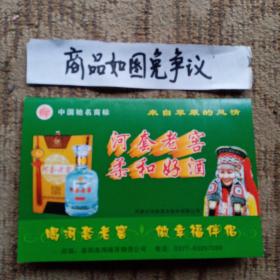 商品如图免争议
中国驰名商标
来自草原的风情
河套老窖
柔和好酒
喝河套老窖 做幸福伴侣